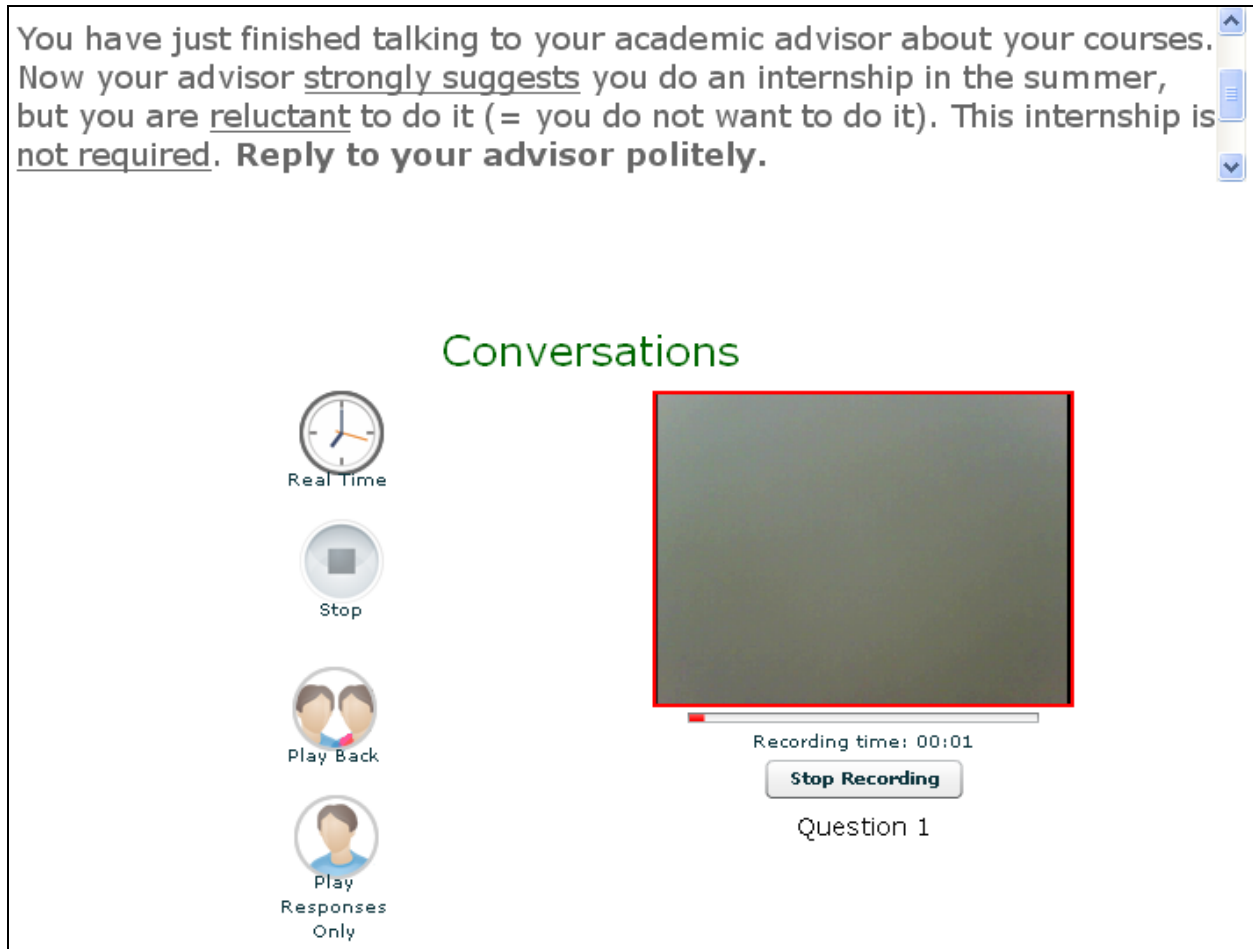 You have just finished talking to your academic advisor about your courses.
Now your advisor strongly suggests you do an internship in the summer,
but you are reluctant to do it (= you do not want to do it). This internship is
not required. Reply to your advisor politely.
Conversations
Real Time
Stop
Play Back
Play
Responses
Only
Recording time: 00:01
Stop Recording
Question 1